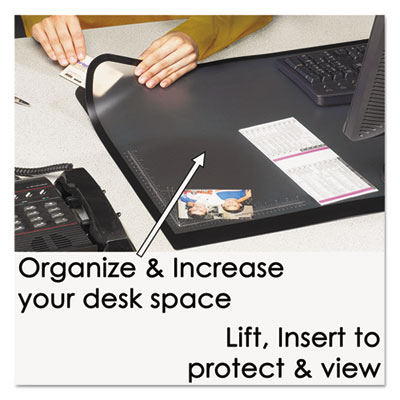 Organize & Increase
your desk space
Lift, Insert to
protect & view